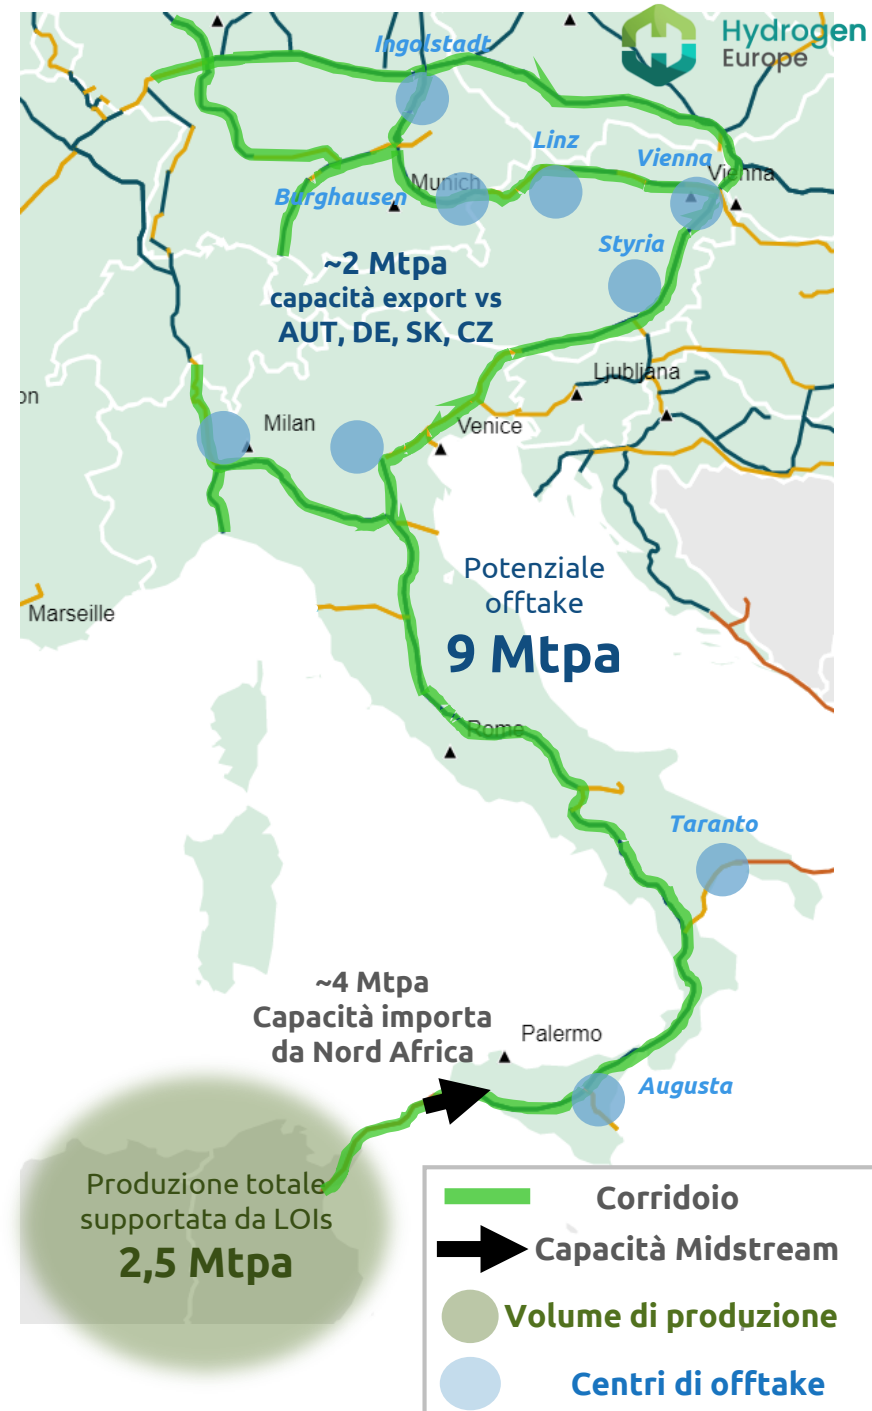 Hydrogen
Europe
Ingolstadt
Linz
Vienna
Vienna
Munich
Burghausen
Styria
~2 Mtpa
capacità export vs
AUT, DE, SK, CZ
Ljubljana
on
Milan
Venice
Potenziale
offtake
9 Mtpa
Marseille
Rome
Taranto
~4 Mtpa
Capacità importa
da Nord Africa
Palermo
Augusta
Produzione totale
supportata da LOIs
2,5 Mtpa
Corridoio
Capacità Midstream
Volume di produzione
Centri di offtake